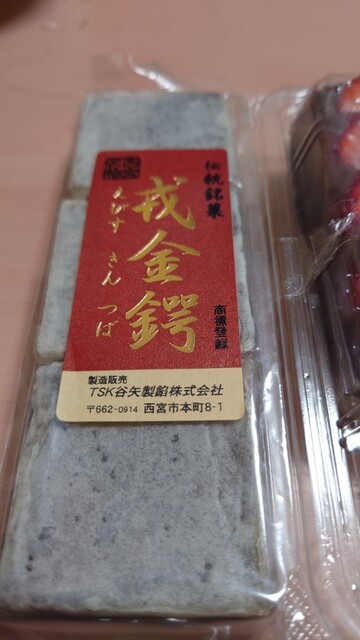 伝統銘菓
戎金鍔
えびすきんつば
商標登録
製造販売
TSK谷矢製餡株式会社
〒662-0914 西宮市本町8-1